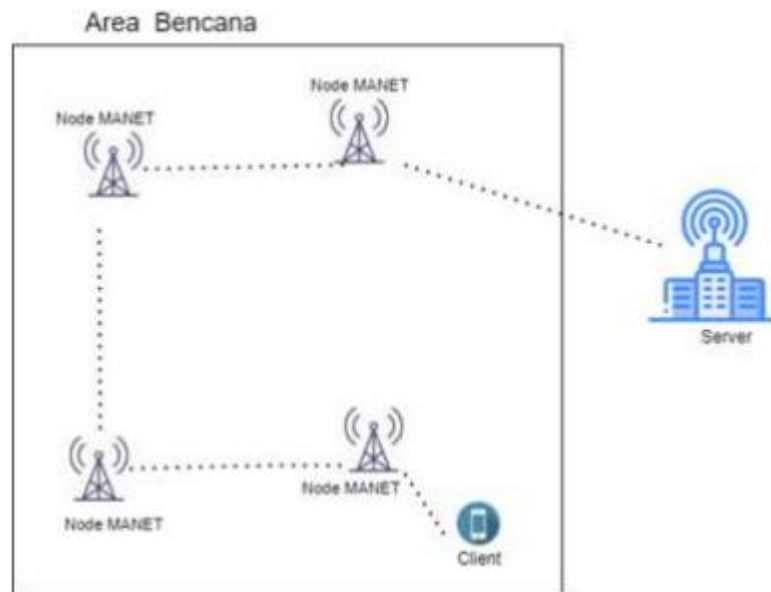 Area Bencana
Node MANET
Node MANET
Server
Node MANET
Node MANET
Client